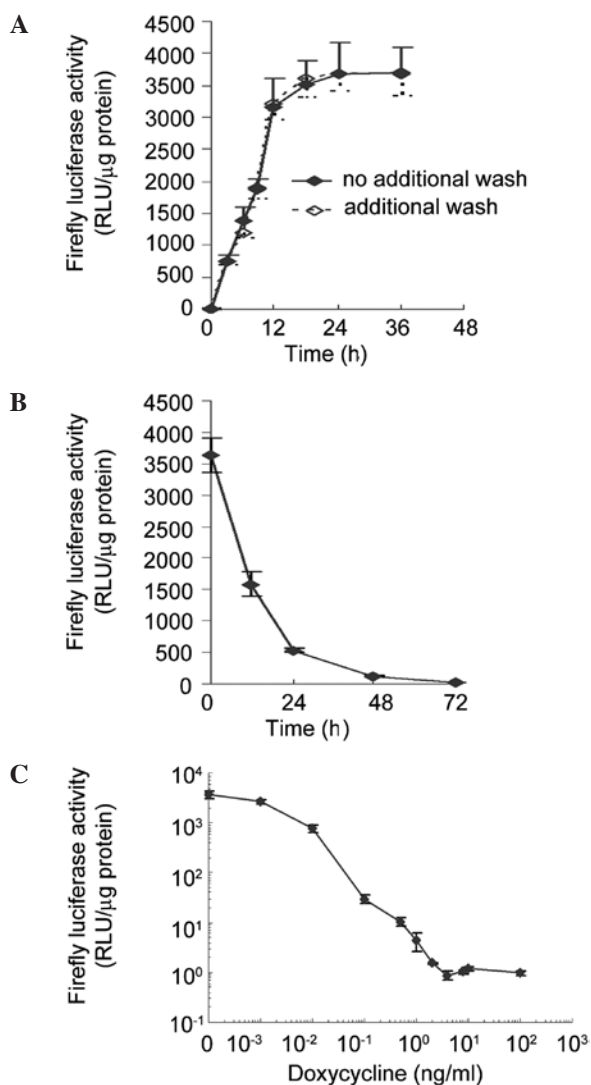 A
Firefly luciferase activity
(RLU/μg protein)
4500
4000
3500
3000
2500
2000
1500
1000
500
0
no additional wash
additional wash
0 12 24 36 48
Time (h)
B
Firefly luciferase activity
(RLU/μg protein)
4500
4000
3500
3000
2500
2000
1500
1000
500
0
0 24 48 72
Time (h)
C
Firefly luciferase activity
(RLU/μg protein)
10⁴
10³
10²
10¹
10⁰
10⁻¹
0 10⁻³ 10⁻² 10⁻¹ 10⁰ 10¹ 10² 10³
Doxycycline (ng/ml)